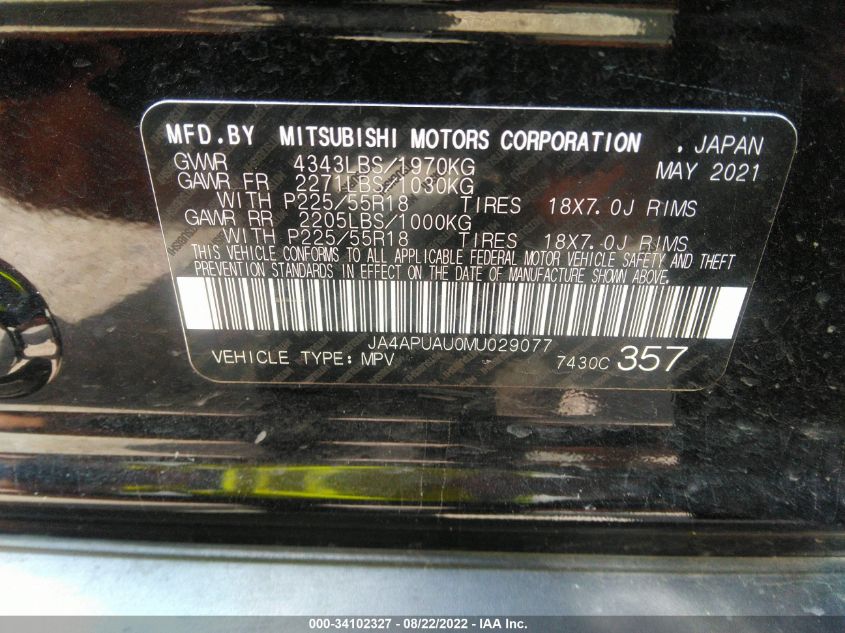 MFD.BY MITSUBISHI MOTORS CORPORATION , JAPAN
GVWR 4343LBS/1970KG MAY 2021
GAWR FR 2271LBS/1030KG
WITH P225/55R18 TIRES 18X7.0J RIMS
GAWR RR 2205LBS/1000KG
WITH P225/55R18 TIRES 18X7.0J RIMS
THIS VEHICLE CONFORMS TO ALL APPLICABLE FEDERAL MOTOR VEHICLE SAFETY AND THEFT
PREVENTION STANDARDS IN EFFECT ON THE DATE OF MANUFACTURE SHOWN ABOVE.
JA4APUAU0MU029077
VEHICLE TYPE: MPV 7430C 357
000-34102327 - 08/22/2022 - IAA Inc.